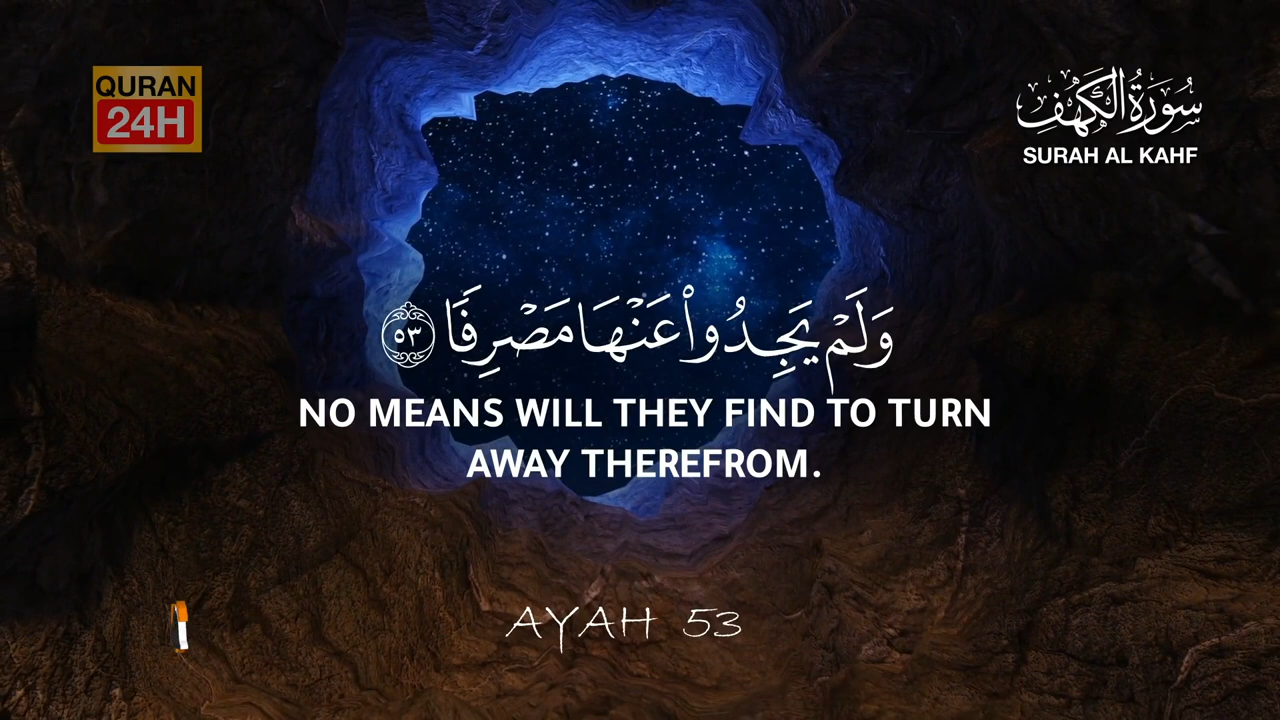 QURAN
24H
سُورَةُ الكَهْفِ
SURAH AL KAHF
وَلَمْ يَجِدُوا۟ عَنْهَا مَصْرِفًا ٥٣
NO MEANS WILL THEY FIND TO TURN
AWAY THEREFROM.
AYAH 53